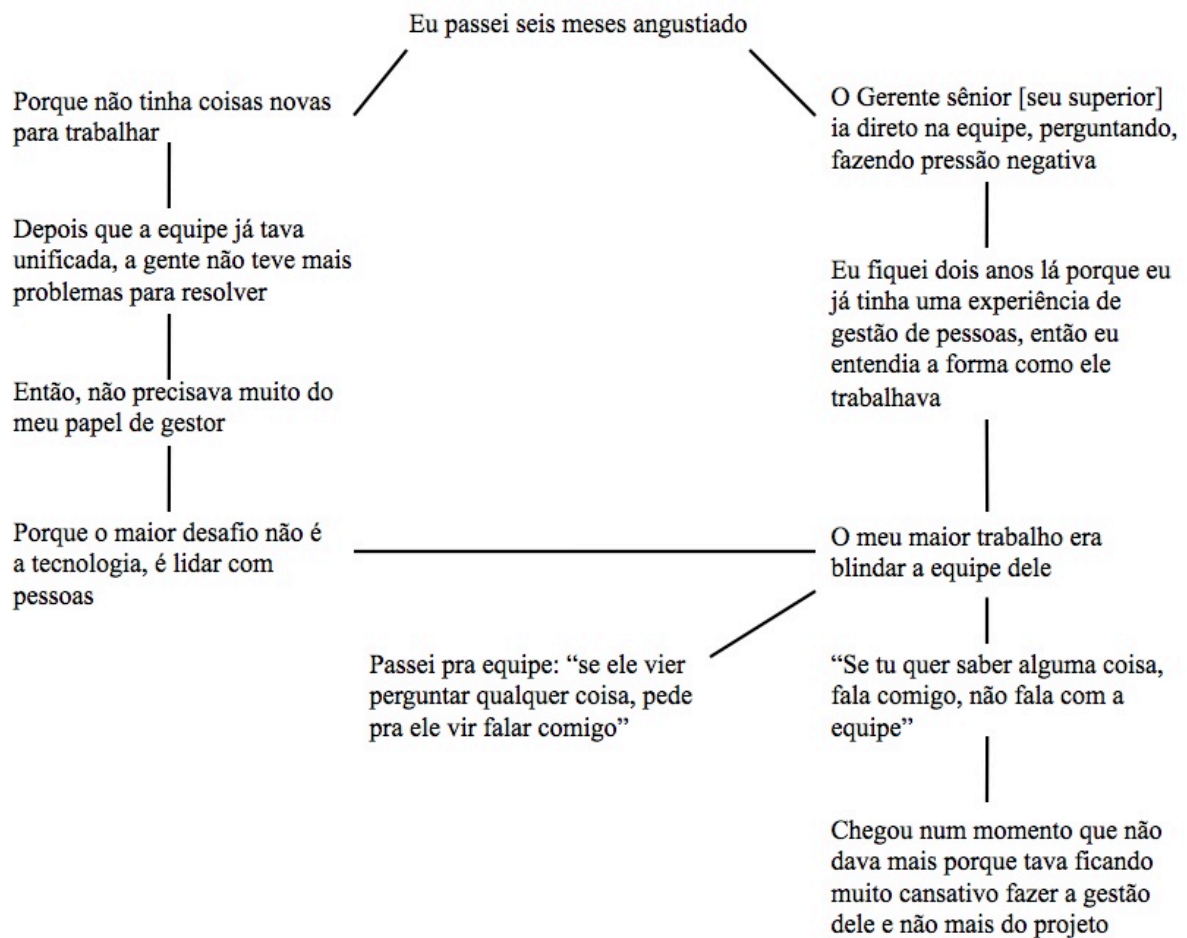 Eu passei seis meses angustiado
Porque não tinha coisas novas
para trabalhar
Depois que a equipe já tava
unificada, a gente não teve mais
problemas para resolver
Então, não precisava muito do
meu papel de gestor
Porque o maior desafio não é
a tecnologia, é lidar com
pessoas
O Gerente sênior [seu superior]
ia direto na equipe, perguntando,
fazendo pressão negativa
Eu fiquei dois anos lá porque eu
já tinha uma experiência de
gestão de pessoas, então eu
entendia a forma como ele
trabalhava
O meu maior trabalho era
blindar a equipe dele
Passei pra equipe: “se ele vier
perguntar qualquer coisa, pede
pra ele vir falar comigo”
“Se tu quer saber alguma coisa,
fala comigo, não fala com a
equipe”
Chegou num momento que não
dava mais porque tava ficando
muito cansativo fazer a gestão
dele e não mais do projeto